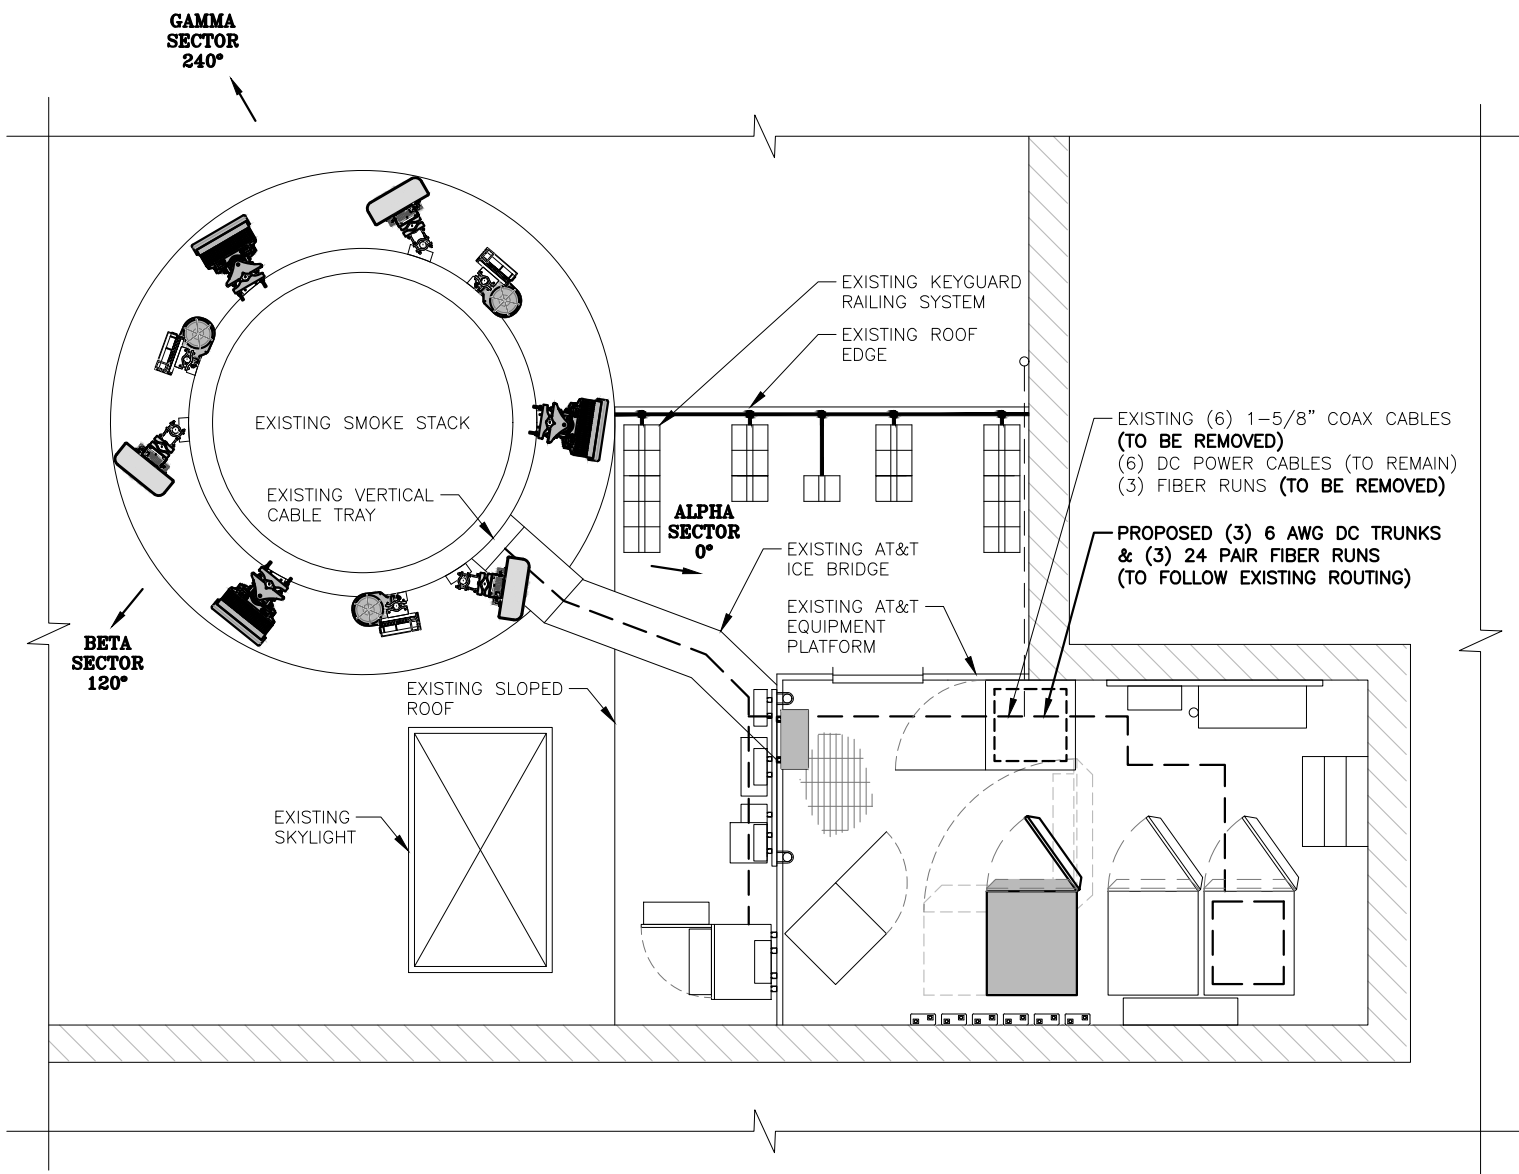 GAMMA
SECTOR
240°
EXISTING KEYGUARD
RAILING SYSTEM
EXISTING ROOF
EDGE
EXISTING SMOKE STACK
EXISTING (6) 1-5/8" COAX CABLES
(TO BE REMOVED)
(6) DC POWER CABLES (TO REMAIN)
(3) FIBER RUNS (TO BE REMOVED)
EXISTING VERTICAL
CABLE TRAY
ALPHA
SECTOR
0°
PROPOSED (3) 6 AWG DC TRUNKS
& (3) 24 PAIR FIBER RUNS
(TO FOLLOW EXISTING ROUTING)
EXISTING AT&T
ICE BRIDGE
EXISTING AT&T
EQUIPMENT
PLATFORM
BETA
SECTOR
120°
EXISTING SLOPED
ROOF
EXISTING
SKYLIGHT